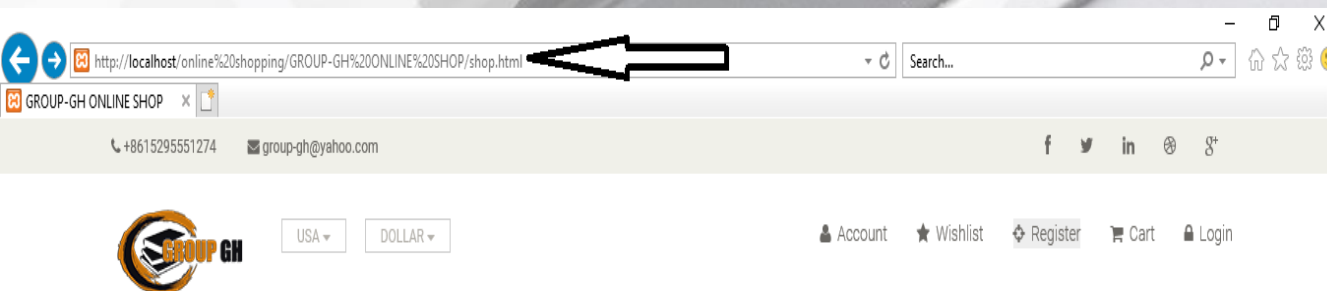 http://localhost/online%20shopping/GROUP-GH%20ONLINE%20SHOP/shop.html Search...
GROUP-GH ONLINE SHOP
+8615295551274 group-gh@yahoo.com
GROUP GH USA DOLLAR Account Wishlist Register Cart Login